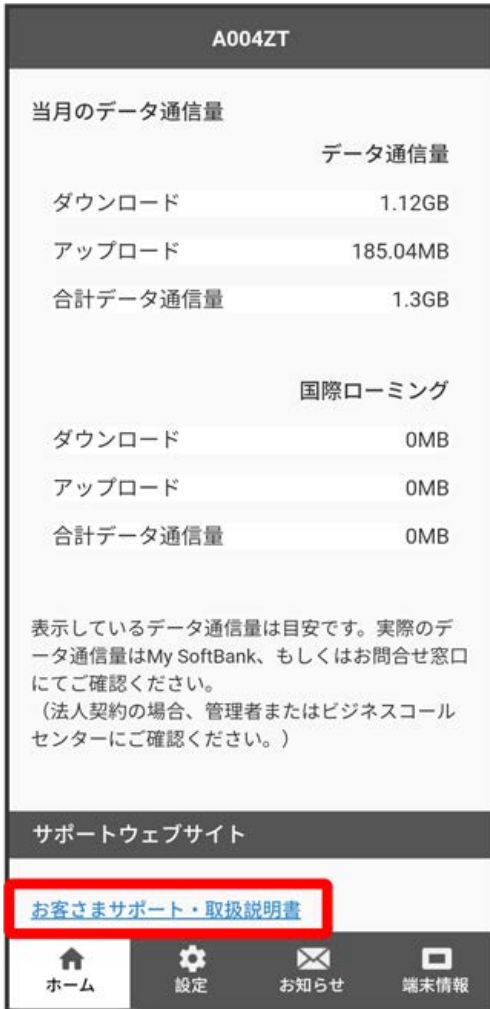 A004ZT
当月のデータ通信量
データ通信量
ダウンロード 1.12GB
アップロード 185.04MB
合計データ通信量 1.3GB
国際ローミング
ダウンロード 0MB
アップロード 0MB
合計データ通信量 0MB
表示しているデータ通信量は目安です。実際のデ
ータ通信量はMy SoftBank、もしくはお問合せ窓口
にてご確認ください。
（法人契約の場合、管理者またはビジネスコール
センターにご確認ください。）
サポートウェブサイト
お客さまサポート・取扱説明書
ホーム 設定 お知らせ 端末情報